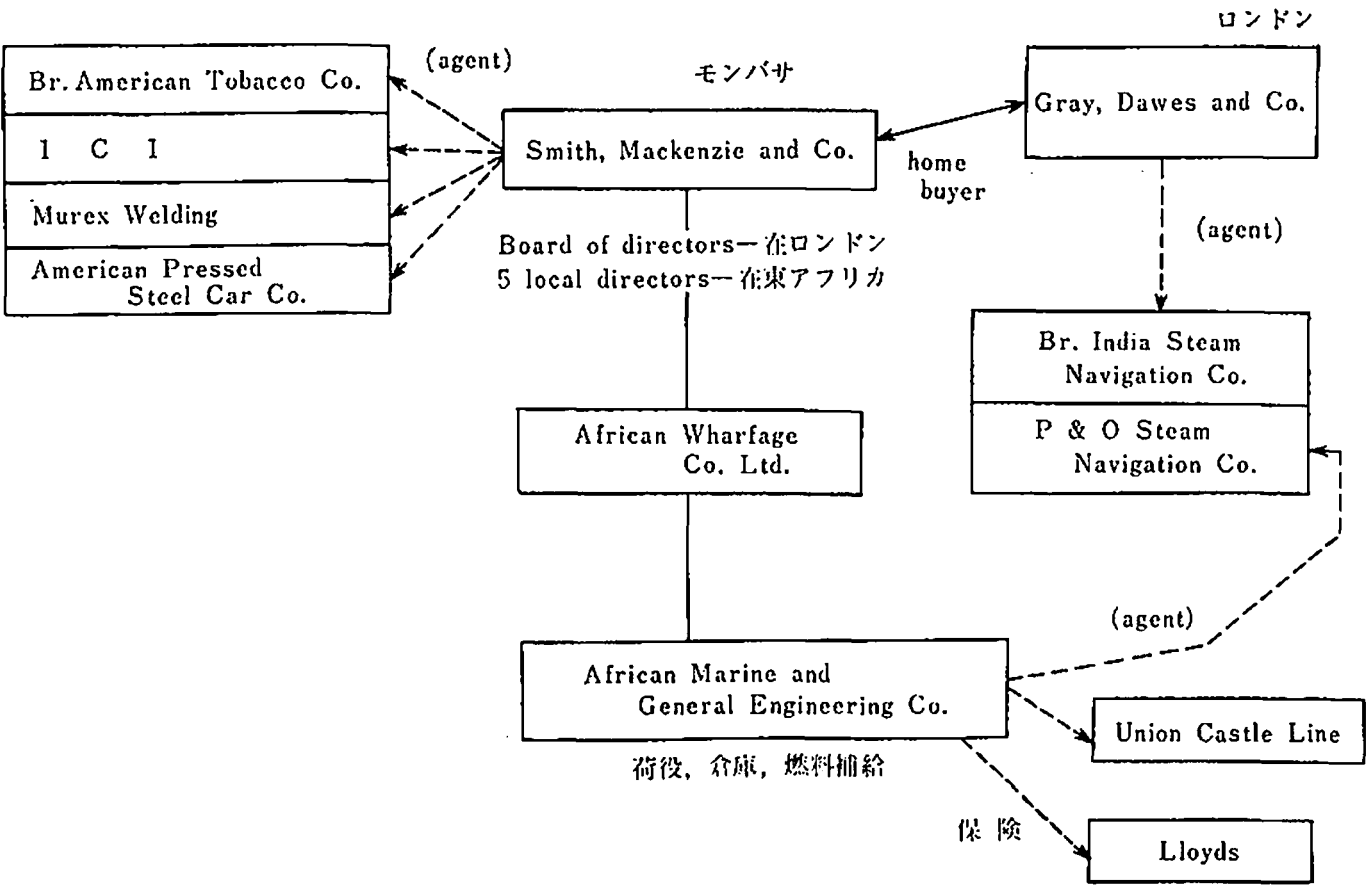 ロンドン
(agent)
モンバサ
Br. American Tobacco Co.
I C I
Murex Welding
American Pressed
Steel Car Co.
Smith, Mackenzie and Co.
Gray, Dawes and Co.
home
buyer
(agent)
Board of directors—在ロンドン
5 local directors—在東アフリカ
Br. India Steam
Navigation Co.
P & O Steam
Navigation Co.
African Wharfage
Co. Ltd.
(agent)
African Marine and
General Engineering Co.
荷役, 倉庫, 燃料補給
Union Castle Line
保険
Lloyds